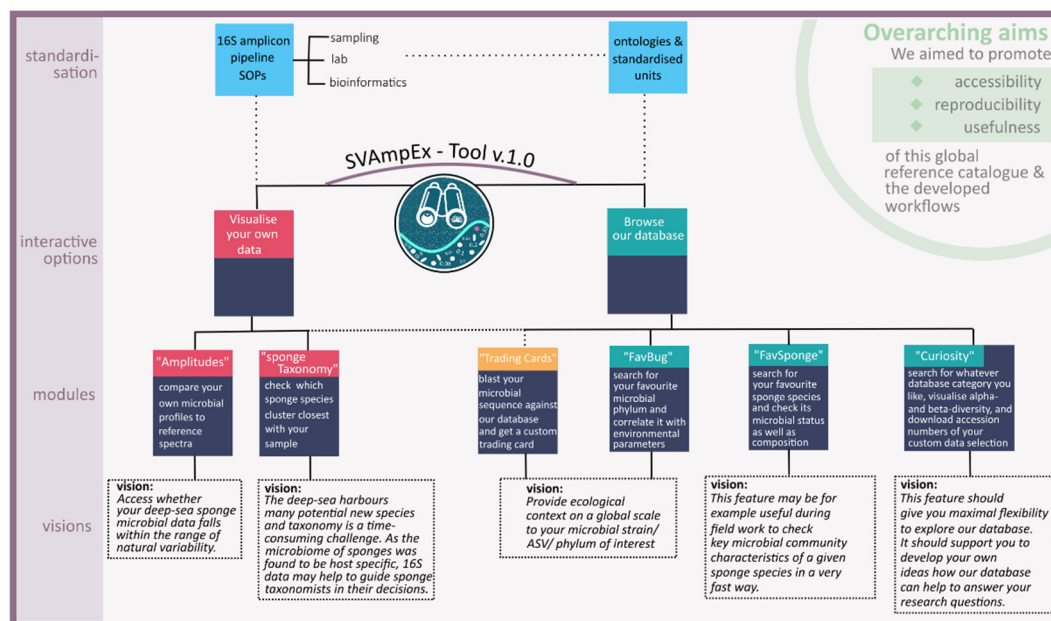 standardi-
sation
16S amplicon
pipeline
SOPs
sampling
lab
bioinformatics
ontologies &
standardised
units
Overarching aims
We aimed to promote
accessibility
reproducibility
usefulness
of this global
reference catalogue &
the developed
workflows
SVAmpEx - Tool v.1.0
interactive
options
Visualise
your own
data
Browse
our database
modules
"Amplitudes"
compare your
own microbial
profiles to
reference
spectra
"sponge
Taxonomy"
check which
sponge species
cluster closest
with your
sample
"Trading Cards"
blast your
microbial
sequence against
our database
and get a custom
trading card
"FavBug"
search for
your favourite
microbial
phylum and
correlate it with
environmental
parameters
"FavSponge"
search for
your favourite
sponge species
and check its
microbial status
as well as
composition
"Curiosity"
search for whatever
database category you
like, visualise alpha-
and beta-diversity, and
download accession
numbers of your
custom data selection
visions
vision:
Access whether
your deep-sea sponge
microbial data falls
within the range of
natural variability.
vision:
The deep-sea harbours
many potential new species
and taxonomy is a time-
consuming challenge. As the
microbiome of sponges was
found to be host specific, 16S
data may help to guide sponge
taxonomists in their decisions.
vision:
Provide ecological
context on a global scale
to your microbial strain/
ASV/ phylum of interest
vision:
This feature may be for
example useful during
field work to check
key microbial community
characteristics of a given
sponge species in a very
fast way.
vision:
This feature should
give you maximal flexibility
to explore our database.
It should support you to
develop your own
ideas how our database
can help to answer your
research questions.